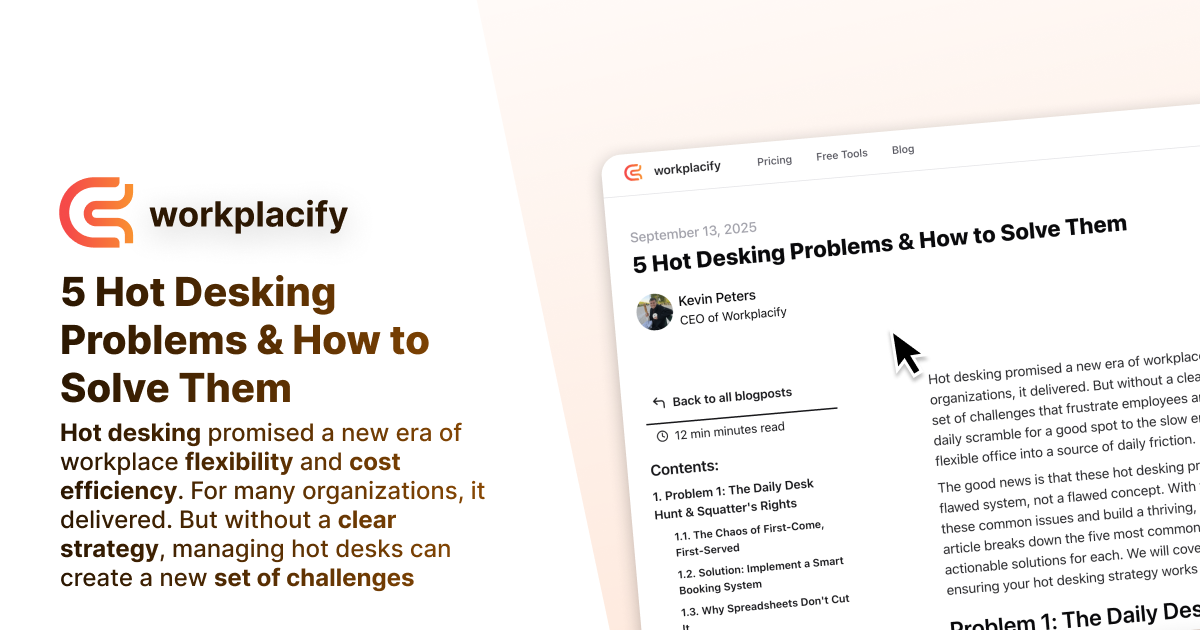 workplacify
5 Hot Desking
Problems & How to
Solve Them
Hot desking promised a new era of
workplace flexibility and cost
efficiency. For many organizations, it
delivered. But without a clear
strategy, managing hot desks can
create a new set of challenges
workplacify
Pricing
Free Tools
Blog
September 13, 2025
5 Hot Desking Problems & How to Solve Them
Kevin Peters
CEO of Workplacify
Back to all blogposts
12 min minutes read
Contents:
1. Problem 1: The Daily Desk
Hunt & Squatter's Rights
1.1. The Chaos of First-Come,
First-Served
1.2. Solution: Implement a Smart
Booking System
1.3. Why Spreadsheets Don't Cut
It
Hot desking promised a new era of workplace
organizations, it delivered. But without a
set of challenges that frustrate employees
daily scramble for a good spot to the slow
flexible office into a source of daily friction.
The good news is that these hot desking
flawed system, not a flawed concept. With
these common issues and build a thriving,
article breaks down the five most common
actionable solutions for each. We will
ensuring your hot desking strategy works
Problem 1: The Daily